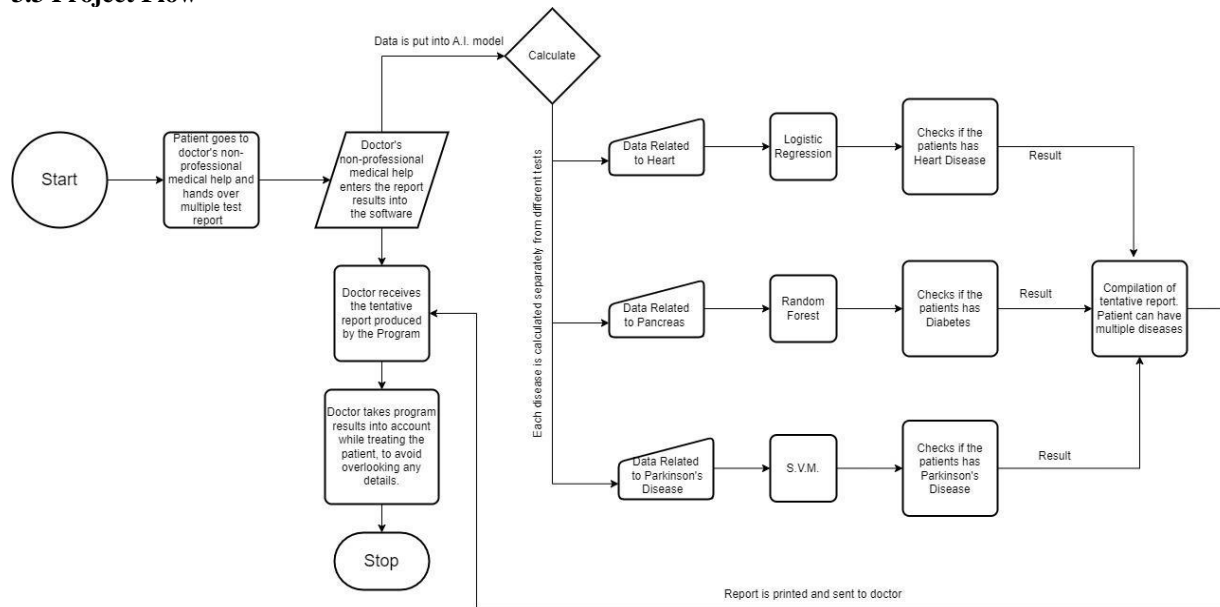 Data is put into A.I. model
Calculate
Start
Patient goes to
doctor's non-
professional
medical help and
hands over
multiple test
report
Doctor's
non-professional
medical help
enters the report
results into
the software
Doctor receives
the tentative
report produced
by the Program
Doctor takes program
results into account
while treating the
patient, to avoid
overlooking any
details.
Stop
Each disease is calculated separately from different tests
Data Related
to Heart
Logistic
Regression
Checks if the
patients has
Heart Disease
Result
Data Related
to Pancreas
Random
Forest
Checks if the
patients has
Diabetes
Result
Data Related
to Parkinson's
Disease
S.V.M.
Checks if the
patients has
Parkinson's
Disease
Result
Compilation of
tentative report.
Patient can have
multiple diseases
Report is printed and sent to doctor